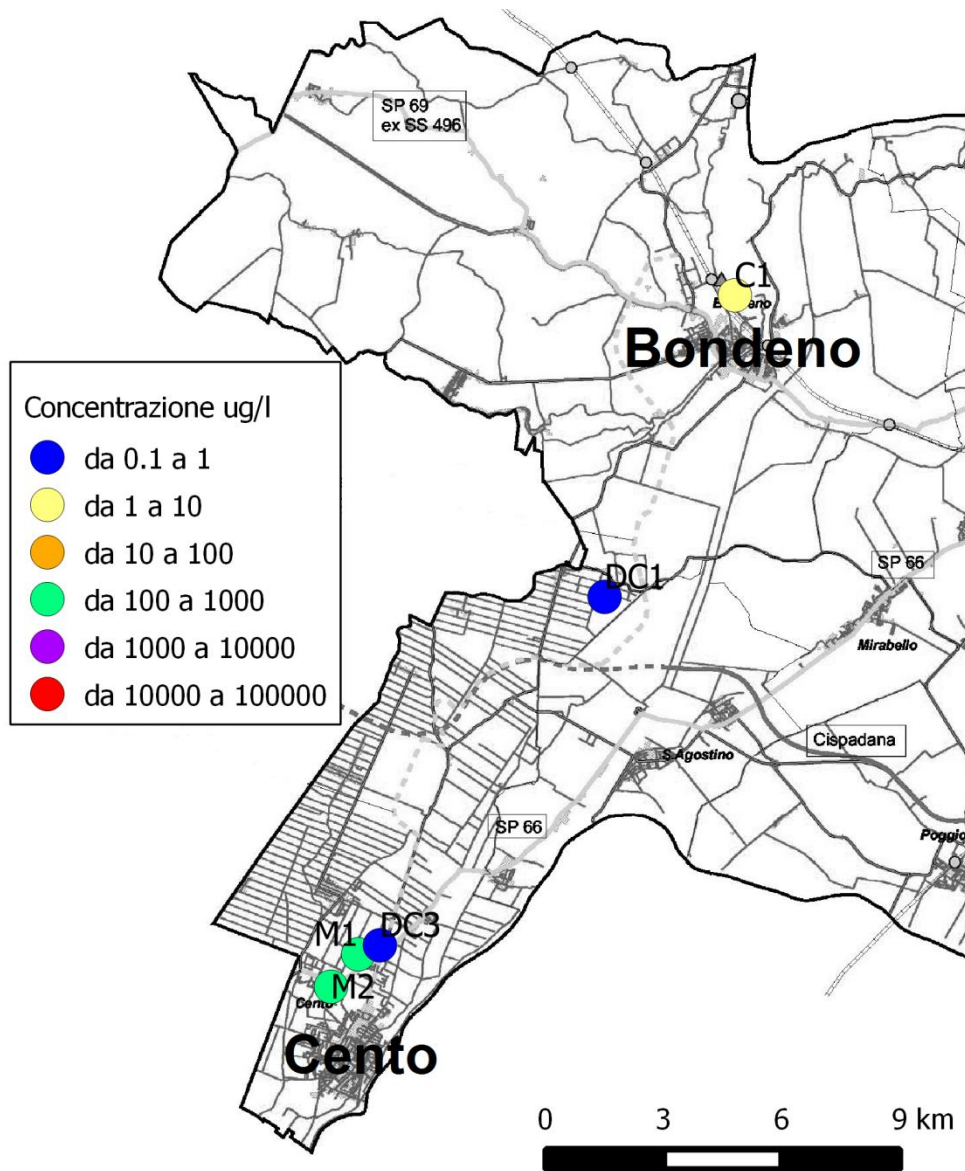 SP 69
ex SS 496
C1
Bondeno
Concentrazione ug/l
da 0.1 a 1
da 1 a 10
da 10 a 100
da 100 a 1000
da 1000 a 10000
da 10000 a 100000
DC1
SP 66
Mirabello
Cispadana
S.Agostino
SP 66
Poggio
DC3
M1
M2
Cento
Cento
0 3 6 9 km